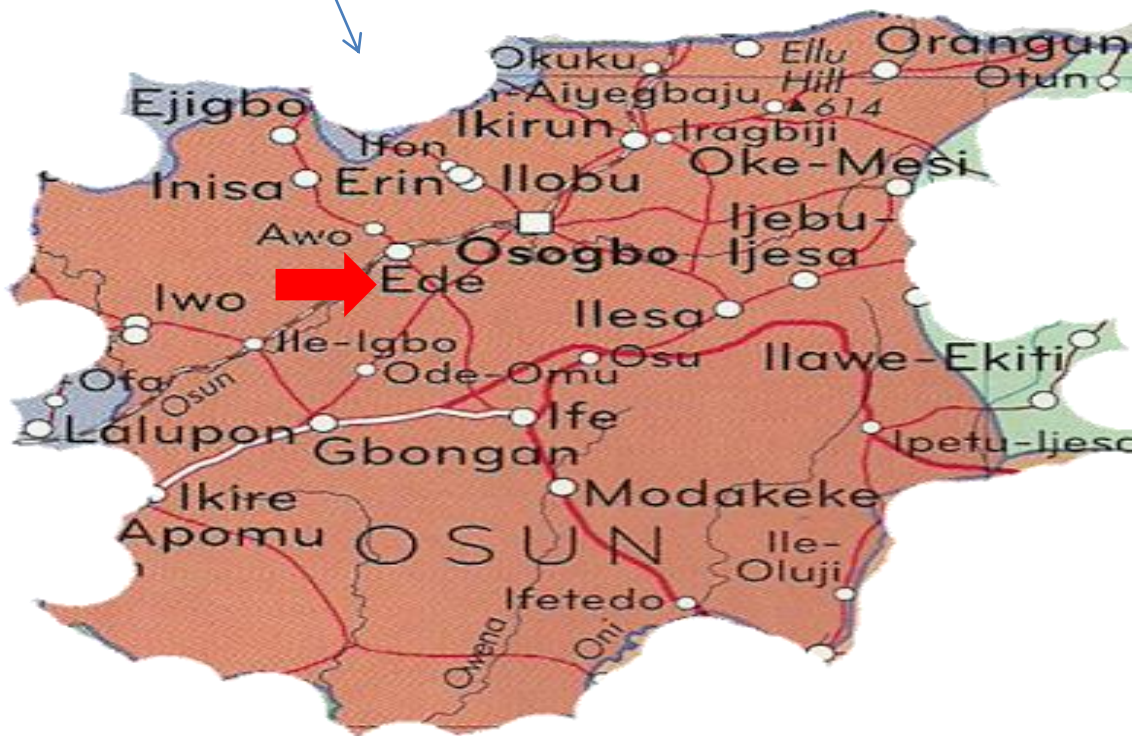 Orangun
Ellu
Hill
Okuku
Otun
-Aiyegbaju
614
Ejigbo
Ikirun
Iragbiji
Ifon
Oke-Mesi
Inisa
Erin
Ilobu
Ijebu-
Ijesa
Awo
Osogbo
Ede
Iwo
Ilesa
Ile-Igbo
Osu
Ilawe-Ekiti
Ode-Omu
-Ofa
Osun
Ife
Lalupon
Gbongan
Ipetu-Ijesa
Ikire
Modakeke
Apomu
OSUN
Ile-
Oluji
Ifetedo
Owena
Oni